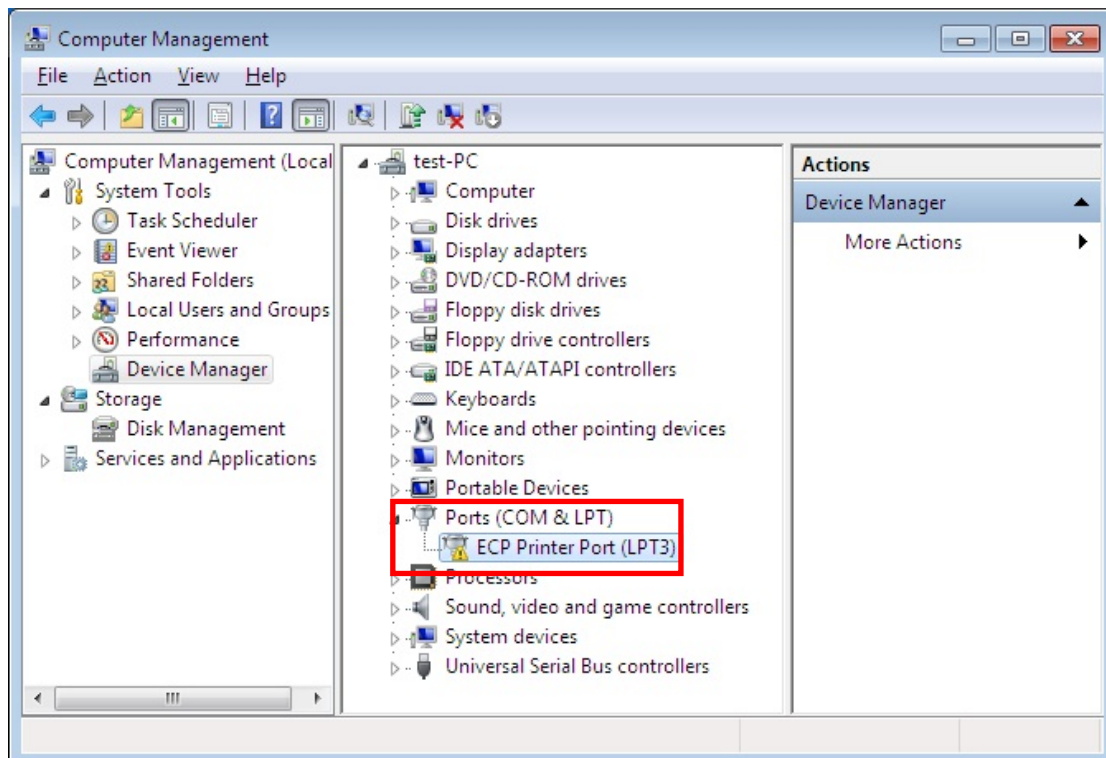 Computer Management
File Action View Help
Computer Management (Local
System Tools
Task Scheduler
Event Viewer
Shared Folders
Local Users and Groups
Performance
Device Manager
Storage
Disk Management
Services and Applications
test-PC
Computer
Disk drives
Display adapters
DVD/CD-ROM drives
Floppy disk drives
Floppy drive controllers
IDE ATA/ATAPI controllers
Keyboards
Mice and other pointing devices
Monitors
Portable Devices
Ports (COM & LPT)
ECP Printer Port (LPT3)
Processors
Sound, video and game controllers
System devices
Universal Serial Bus controllers
Actions
Device Manager
More Actions